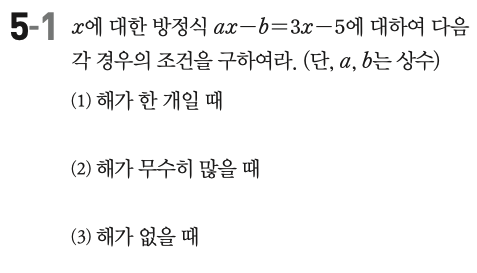 5-1 x에 대한 방정식 ax-b=3x-5에 대하여 다음
각 경우의 조건을 구하여라. (단, a, b는 상수)
(1) 해가 한 개일 때
(2) 해가 무수히 많을 때
(3) 해가 없을 때